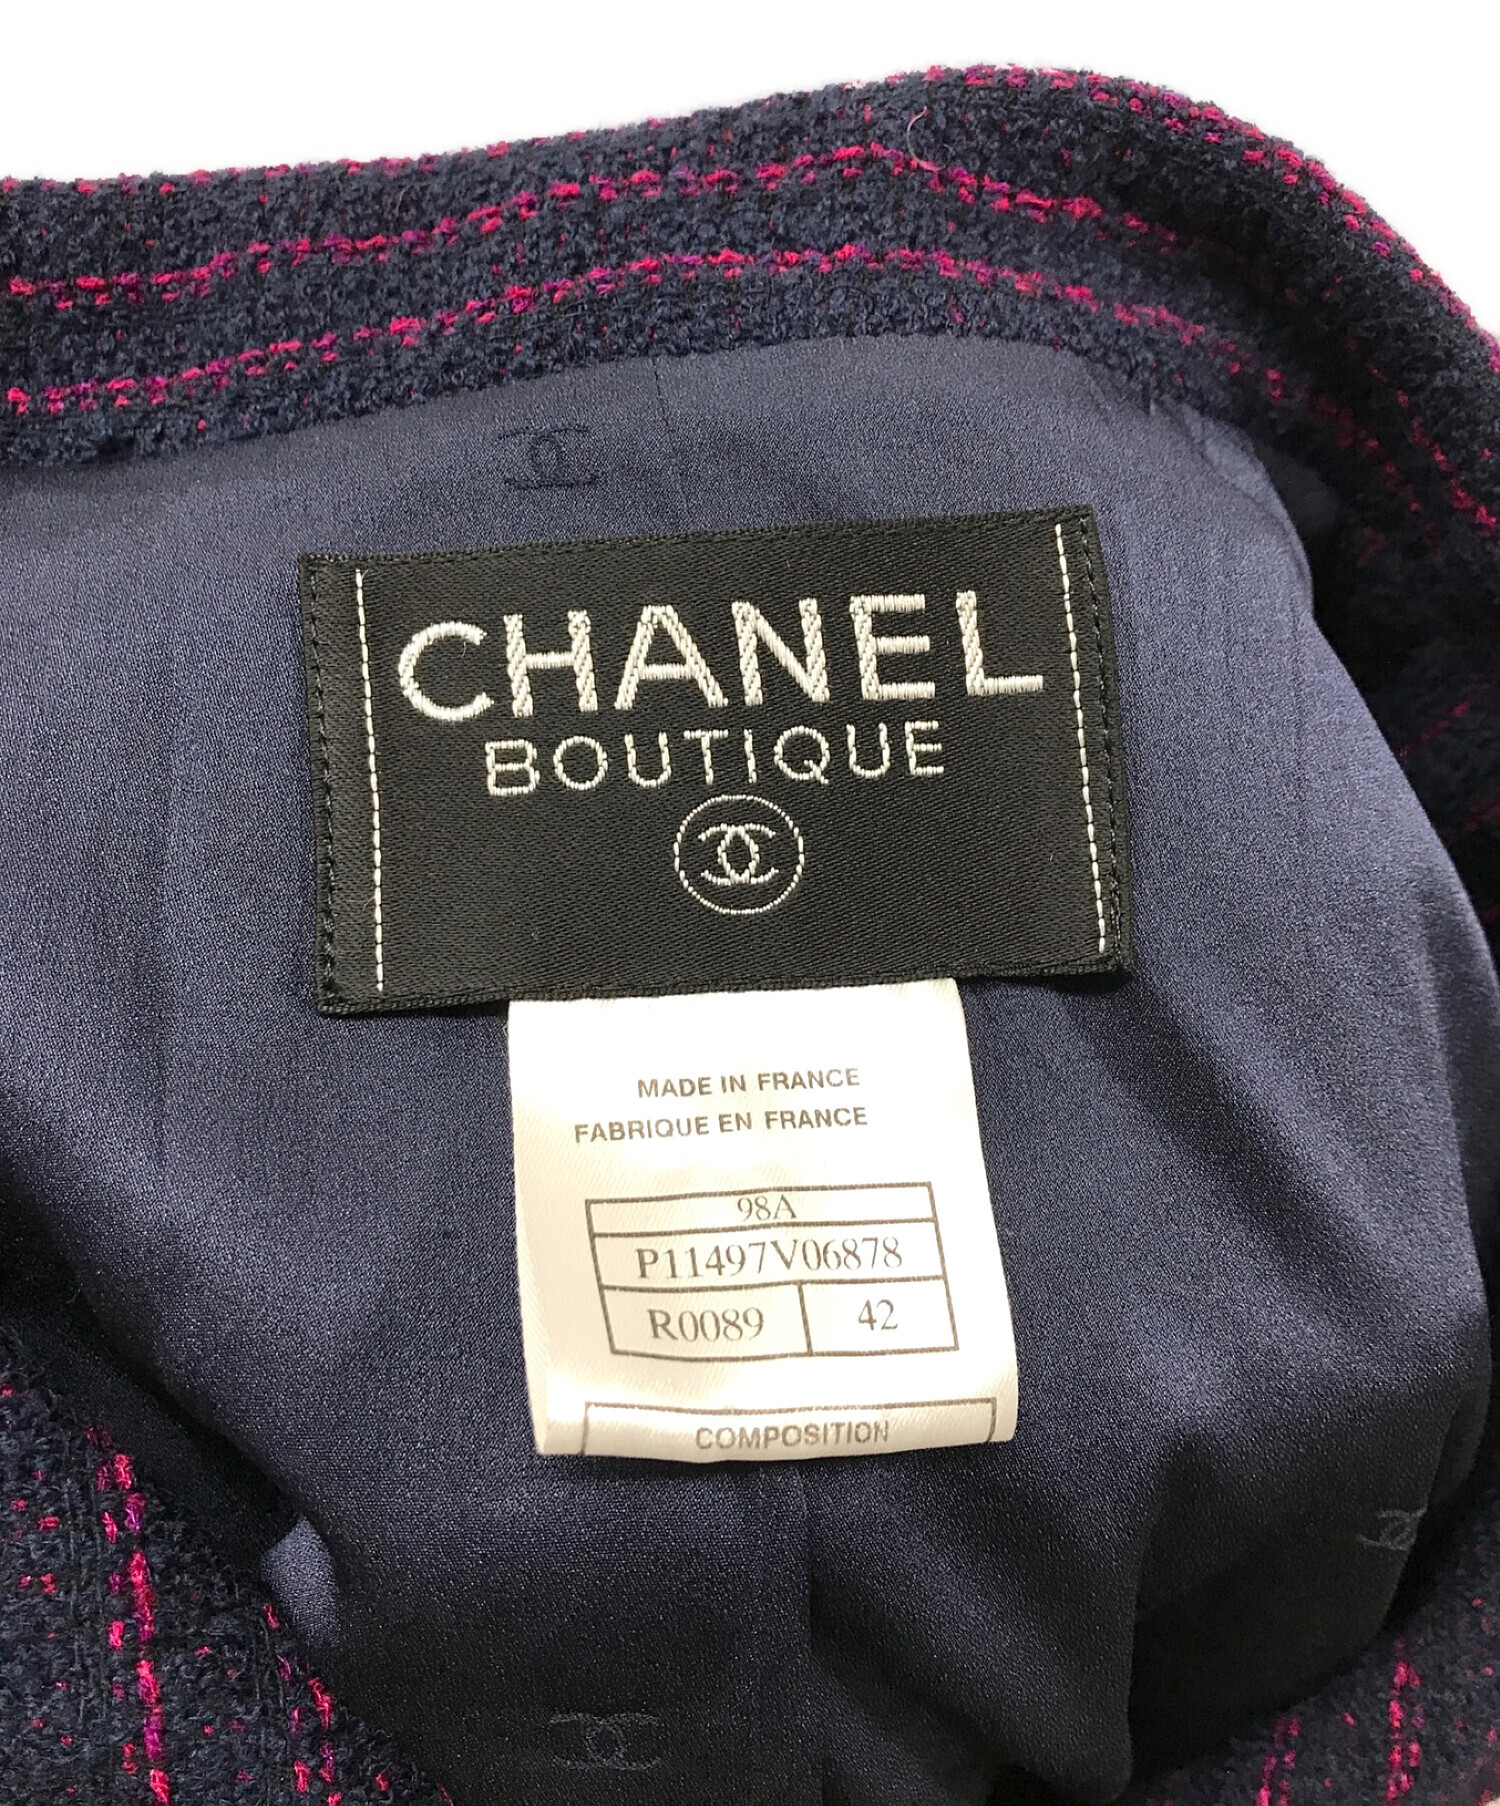 CHANEL
BOUTIQUE
MADE IN FRANCE
FABRIQUE EN FRANCE
98A
P11497V06878
R0089 42
COMPOSITION